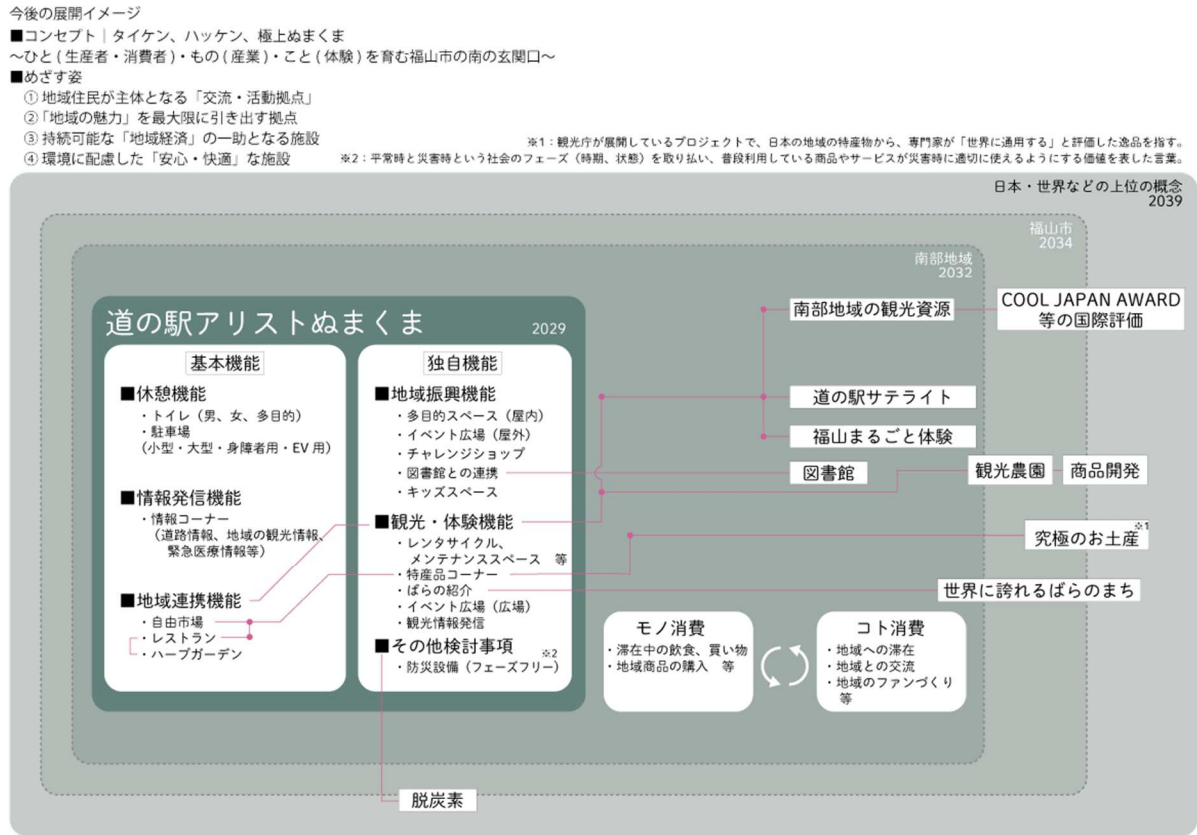 今後の展開イメージ
■コンセプト｜タイケン、ハッケン、極上ぬまくま
～ひと(生産者・消費者)・もの(産業)・こと(体験)を育む福山市の南の玄関口～
■めざす姿
① 地域住民が主体となる「交流・活動拠点」
②「地域の魅力」を最大限に引き出す拠点
③ 持続可能な「地域経済」の一助となる施設
④ 環境に配慮した「安心・快適」な施設
※1：観光庁が展開しているプロジェクトで、日本の地域の特産物から、専門家が「世界に通用する」と評価した逸品を指す。
※2：平常時と災害時という社会のフェーズ（時期、状態）を取り払い、普段利用している商品やサービスが災害時に適切に使えるようにする価値を表した言葉。
日本・世界などの上位の概念
2039
福山市
2034
南部地域
2032
道の駅アリストぬまくま
2029
基本機能
■休憩機能
・トイレ（男、女、多目的）
・駐車場
（小型・大型・身障者用・EV用）
■情報発信機能
・情報コーナー
（道路情報、地域の観光情報、
緊急医療情報等）
■地域連携機能
・自由市場
・レストラン
・ハーブガーデン
独自機能
■地域振興機能
・多目的スペース（屋内）
・イベント広場（屋外）
・チャレンジショップ
・図書館との連携
・キッズスペース
■観光・体験機能
・レンタサイクル、
メンテナンススペース　等
・特産品コーナー
・ばらの紹介
・イベント広場（広場）
・観光情報発信
■その他検討事項
※2
・防災設備（フェーズフリー）
南部地域の観光資源
COOL JAPAN AWARD
等の国際評価
道の駅サテライト
福山まるごと体験
図書館
観光農園
商品開発
究極のお土産
※1
世界に誇れるばらのまち
モノ消費
・滞在中の飲食、買い物
・地域商品の購入　等
コト消費
・地域への滞在
・地域との交流
・地域のファンづくり
等
脱炭素